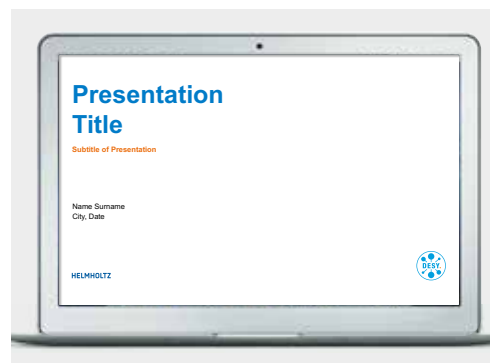 Presentation
Title
Subtitle of Presentation
Name Surname
City, Date
HELMHOLTZ
DESY.